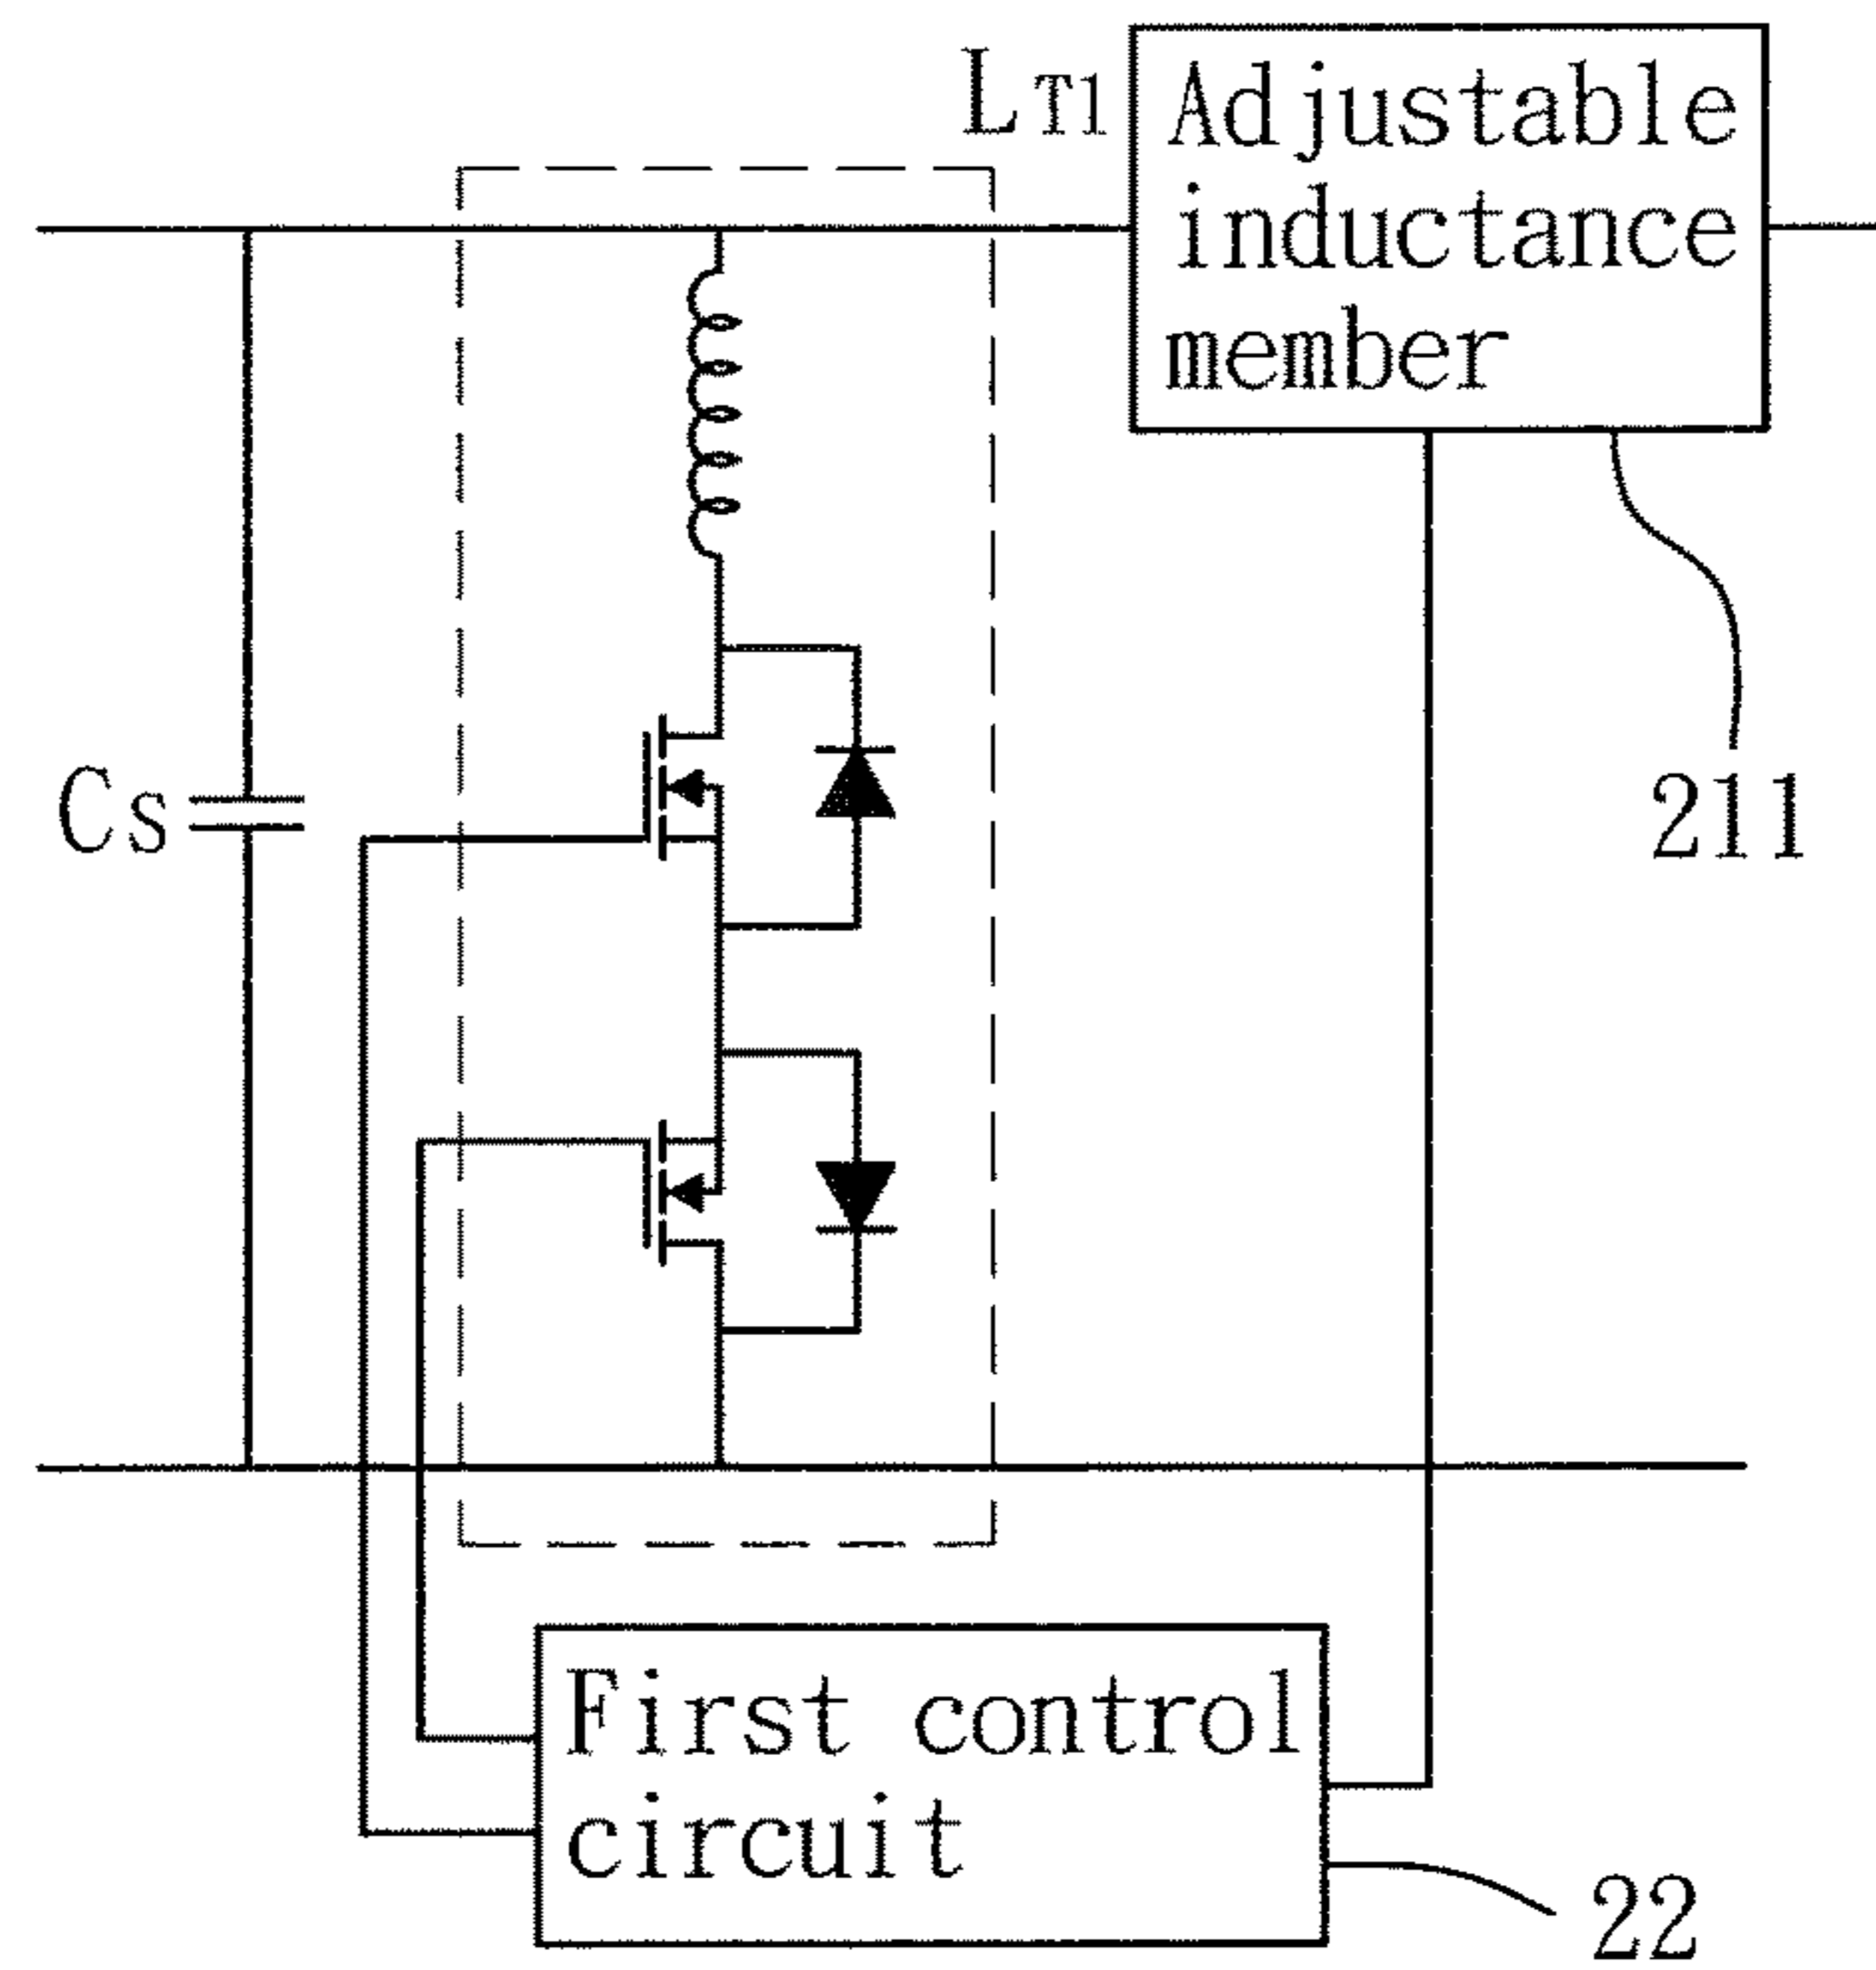 LT1
Adjustable
inductance
member
CS
211
First control
circuit
22